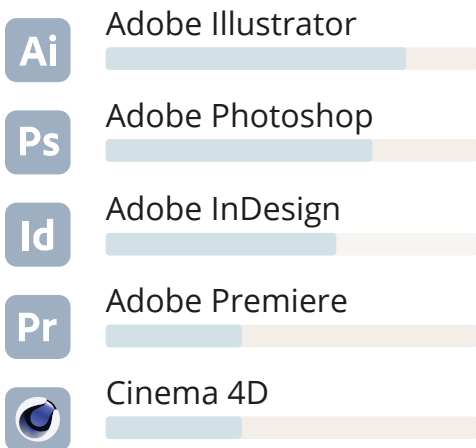 Ai
Adobe Illustrator
Ps
Adobe Photoshop
Id
Adobe InDesign
Pr
Adobe Premiere
Cinema 4D